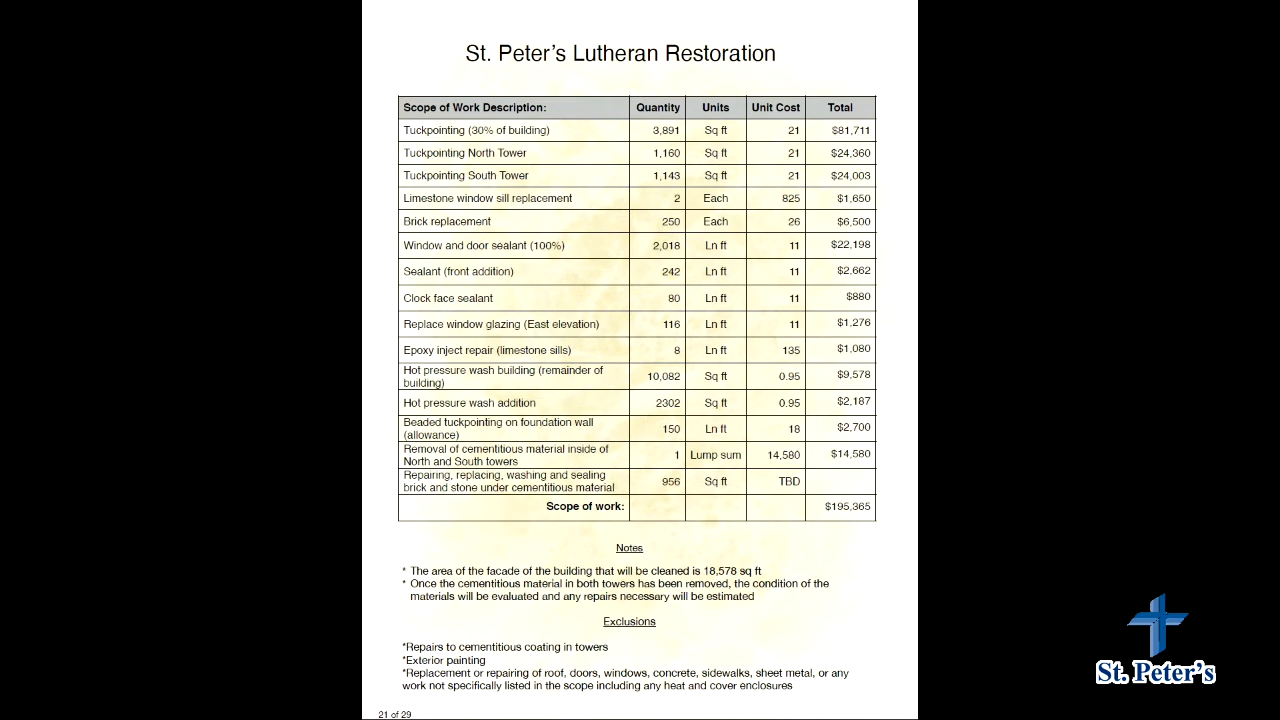 St. Peter's Lutheran Restoration
Scope of Work Description: Quantity Units Unit Cost Total
Tuckpointing (30% of building) 3,891 Sq ft 21 $81,711
Tuckpointing North Tower 1,160 Sq ft 21 $24,360
Tuckpointing South Tower 1,143 Sq ft 21 $24,003
Limestone window sill replacement 2 Each 825 $1,650
Brick replacement 250 Each 26 $6,500
Window and door sealant (100%) 2,018 Ln ft 11 $22,198
Sealant (front addition) 242 Ln ft 11 $2,662
Clock face sealant 80 Ln ft 11 $880
Replace window glazing (East elevation) 116 Ln ft 11 $1,276
Epoxy inject repair (limestone sills) 8 Ln ft 135 $1,080
Hot pressure wash building (remainder of
building) 10,082 Sq ft 0.95 $9,578
Hot pressure wash addition 2302 Sq ft 0.95 $2,187
Beaded tuckpointing on foundation wall
(allowance) 150 Ln ft 18 $2,700
Removal of cementitious material inside of
North and South towers 1 Lump sum 14,580 $14,580
Repairing, replacing, washing and sealing
brick and stone under cementitious material 956 Sq ft TBD
Scope of work: $195,365
Notes
* The area of the facade of the building that will be cleaned is 18,578 sq ft
* Once the cementitious material in both towers has been removed, the condition of the
materials will be evaluated and any repairs necessary will be estimated
Exclusions
*Repairs to cementitious coating in towers
*Exterior painting
*Replacement or repairing of roof, doors, windows, concrete, sidewalks, sheet metal, or any
work not specifically listed in the scope including any heat and cover enclosures
21 of 29
St. Peter's